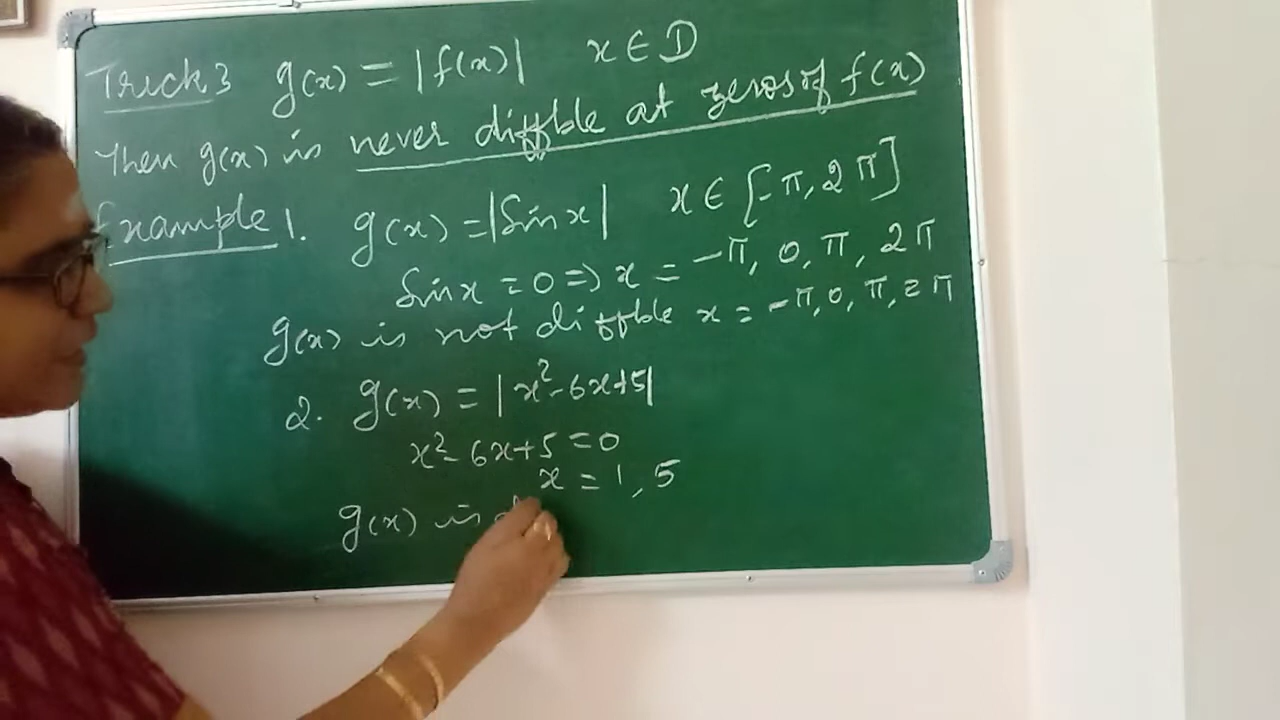 Trick 3 g(x) = |f(x)| x ∈ D
Then g(x) is never diffble at zeros of f(x)
Example 1. g(x) = |Sin x| x ∈ [-π, 2π]
Sin x = 0 => x = -π, 0, π, 2π
g(x) is not diffble x = -π, 0, π, 2π
2. g(x) = |x² - 6x + 5|
x² - 6x + 5 = 0
x = 1, 5
g(x) is